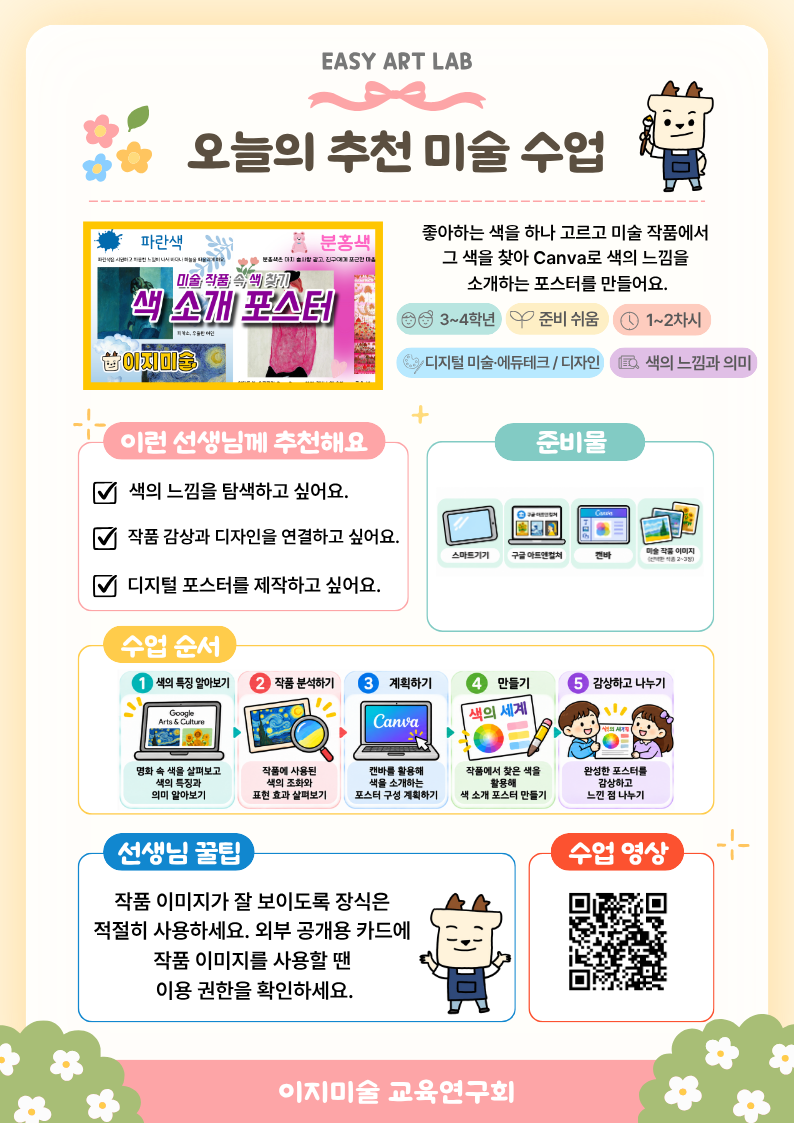 EASY ART LAB
오늘의 추천 미술 수업
파란색
분홍색
미술 작품 속 색 찾기
색 소개 포스터
이지미술
좋아하는 색을 하나 고르고 미술 작품에서
그 색을 찾아 Canva로 색의 느낌을
소개하는 포스터를 만들어요.
3~4학년
준비 쉬움
1~2차시
디지털 미술·에듀테크 / 디자인
색의 느낌과 의미
이런 선생님께 추천해요
색의 느낌을 탐색하고 싶어요.
작품 감상과 디자인을 연결하고 싶어요.
디지털 포스터를 제작하고 싶어요.
준비물
구글 아트앤컬쳐
Canva
스마트기기
구글 아트앤컬쳐
캔바
미술 작품 이미지
(선택한 작품 2~3장)
수업 순서
1 색의 특징 알아보기
Google
Arts & Culture
명화 속 색을 살펴보고
색의 특징과
의미 알아보기
2 작품 분석하기
작품에 사용된
색의 조화와
표현 효과 살펴보기
3 계획하기
Canva
캔바를 활용해
색을 소개하는
포스터 구성 계획하기
4 만들기
색의 세계
작품에서 찾은 색을
활용해
색 소개 포스터 만들기
5 감상하고 나누기
완성한 포스터를
감상하고
느낀 점 나누기
선생님 꿀팁
작품 이미지가 잘 보이도록 장식은
적절히 사용하세요. 외부 공개용 카드에
작품 이미지를 사용할 땐
이용 권한을 확인하세요.
수업 영상
이지미술 교육연구회